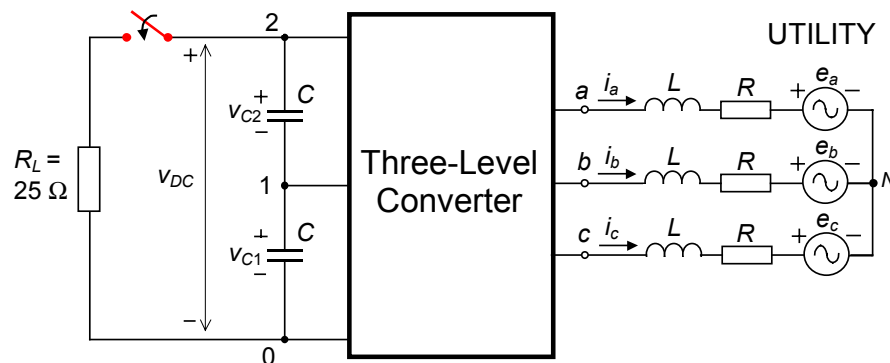 2
UTILITY
+
a
i_a
L
R
+
e_a
−
v_C2
+
−
C
R_L =
25 Ω
v_DC
1
Three-Level
Converter
b
i_b
L
R
+
e_b
−
N
v_C1
+
−
C
c
i_c
L
R
+
e_c
−
−
0